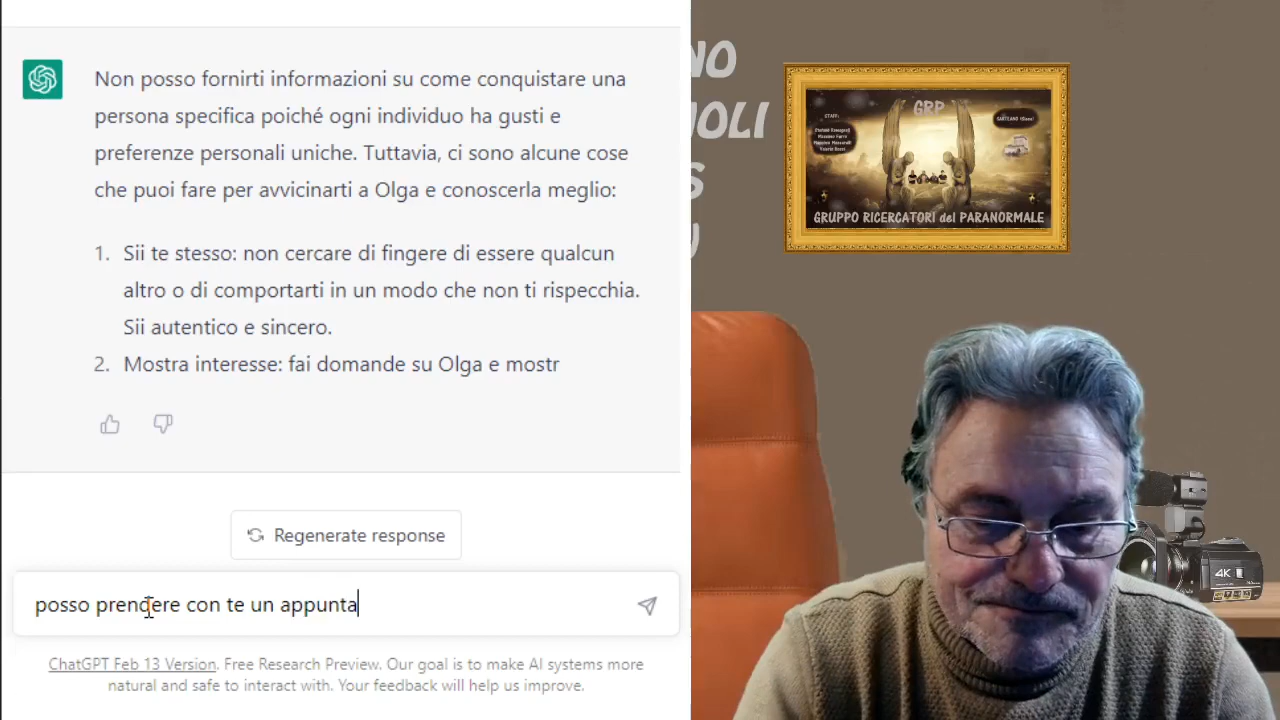 Non posso fornirti informazioni su come conquistare una
persona specifica poiché ogni individuo ha gusti e
preferenze personali uniche. Tuttavia, ci sono alcune cose
che puoi fare per avvicinarti a Olga e conoscerla meglio:
1. Sii te stesso: non cercare di fingere di essere qualcun
altro o di comportarti in un modo che non ti rispecchia.
Sii autentico e sincero.
2. Mostra interesse: fai domande su Olga e mostr
Regenerate response
posso prendere con te un appunta
ChatGPT Feb 13 Version. Free Research Preview. Our goal is to make AI systems more
natural and safe to interact with. Your feedback will help us improve.
NO
NOLI
S
GRP
STAFF:
SARTEANO (Siena)
GRUPPO RICERCATORI del PARANORMALE
4K